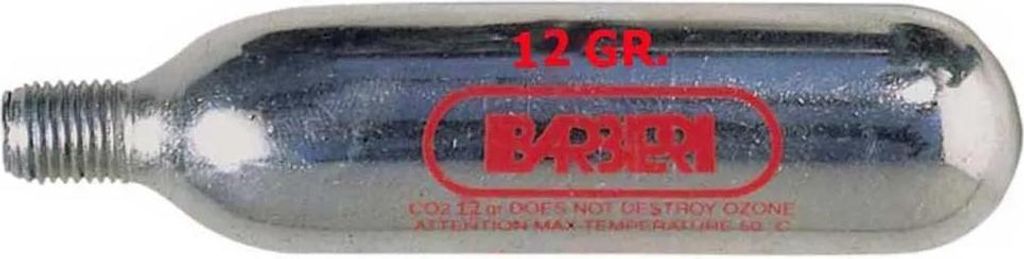 12 GR.
BARBIERI
CO2 12 gr DOES NOT DESTROY OZONE
ATTENTION MAX TEMPERATURE 50 °C